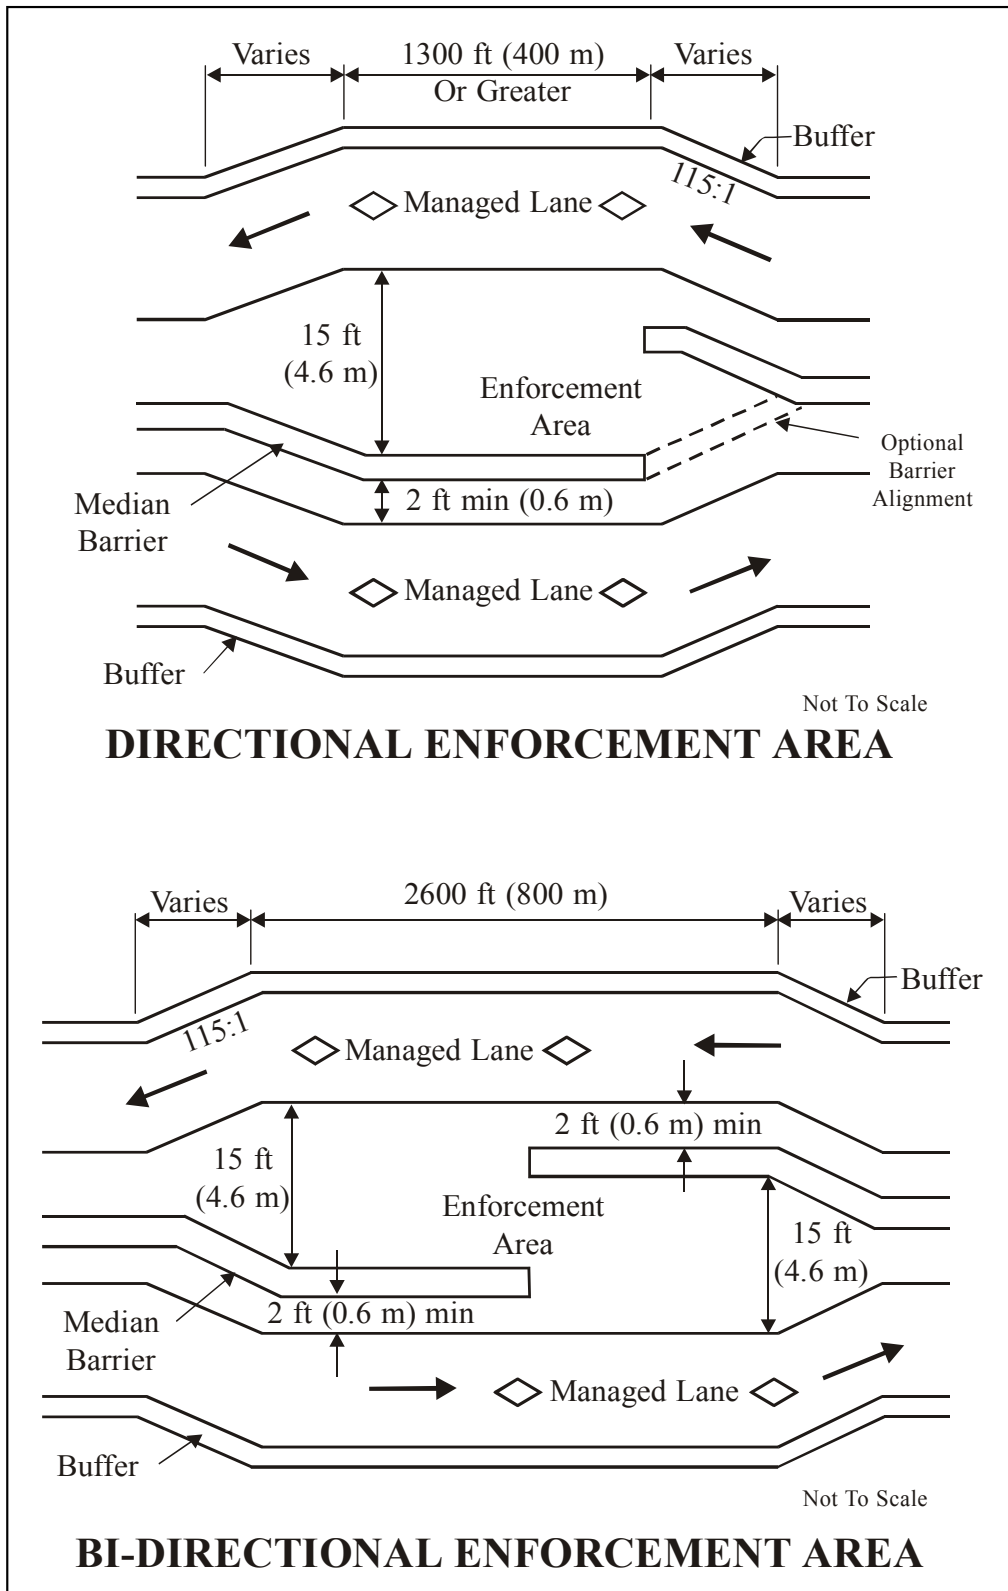 Varies 1300 ft (400 m) Varies
Or Greater
Buffer
115:1
Managed Lane
15 ft
(4.6 m)
Enforcement
Area
Optional
Barrier
Alignment
Median
Barrier
2 ft min (0.6 m)
Managed Lane
Buffer
Not To Scale
DIRECTIONAL ENFORCEMENT AREA
Varies 2600 ft (800 m) Varies
Buffer
115:1
Managed Lane
2 ft (0.6 m) min
15 ft
(4.6 m)
Enforcement
Area
15 ft
(4.6 m)
2 ft (0.6 m) min
Median
Barrier
Managed Lane
Buffer
Not To Scale
BI-DIRECTIONAL ENFORCEMENT AREA